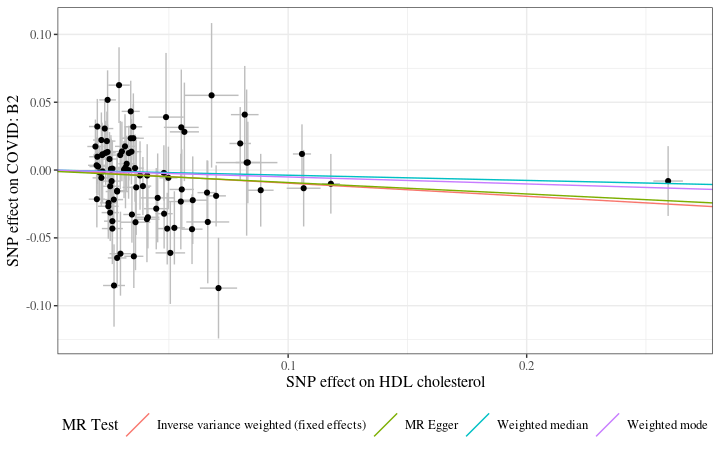 0.10
0.05
0.00
-0.05
-0.10
SNP effect on COVID: B2
0.1 0.2
SNP effect on HDL cholesterol
MR Test Inverse variance weighted (fixed effects) MR Egger Weighted median Weighted mode